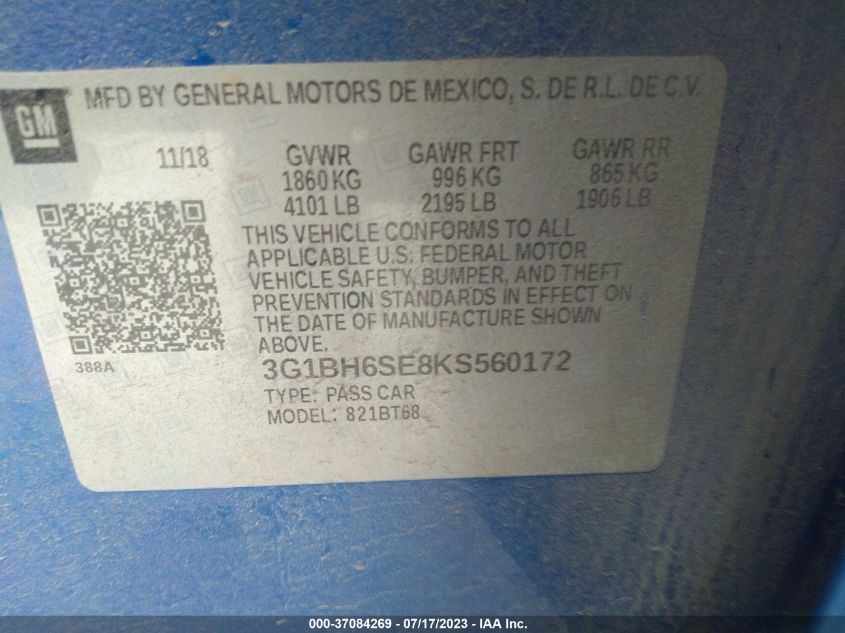 GM
MFD BY GENERAL MOTORS DE MEXICO, S. DE R.L. DE C.V.
11/18 GVWR GAWR FRT GAWR RR
1860 KG 996 KG 865 KG
4101 LB 2195 LB 1906 LB
THIS VEHICLE CONFORMS TO ALL
APPLICABLE U.S. FEDERAL MOTOR
VEHICLE SAFETY, BUMPER, AND THEFT
PREVENTION STANDARDS IN EFFECT ON
THE DATE OF MANUFACTURE SHOWN
ABOVE.
388A
3G1BH6SE8KS560172
TYPE: PASS CAR
MODEL: 821BT68
000-37084269 - 07/17/2023 - IAA Inc.